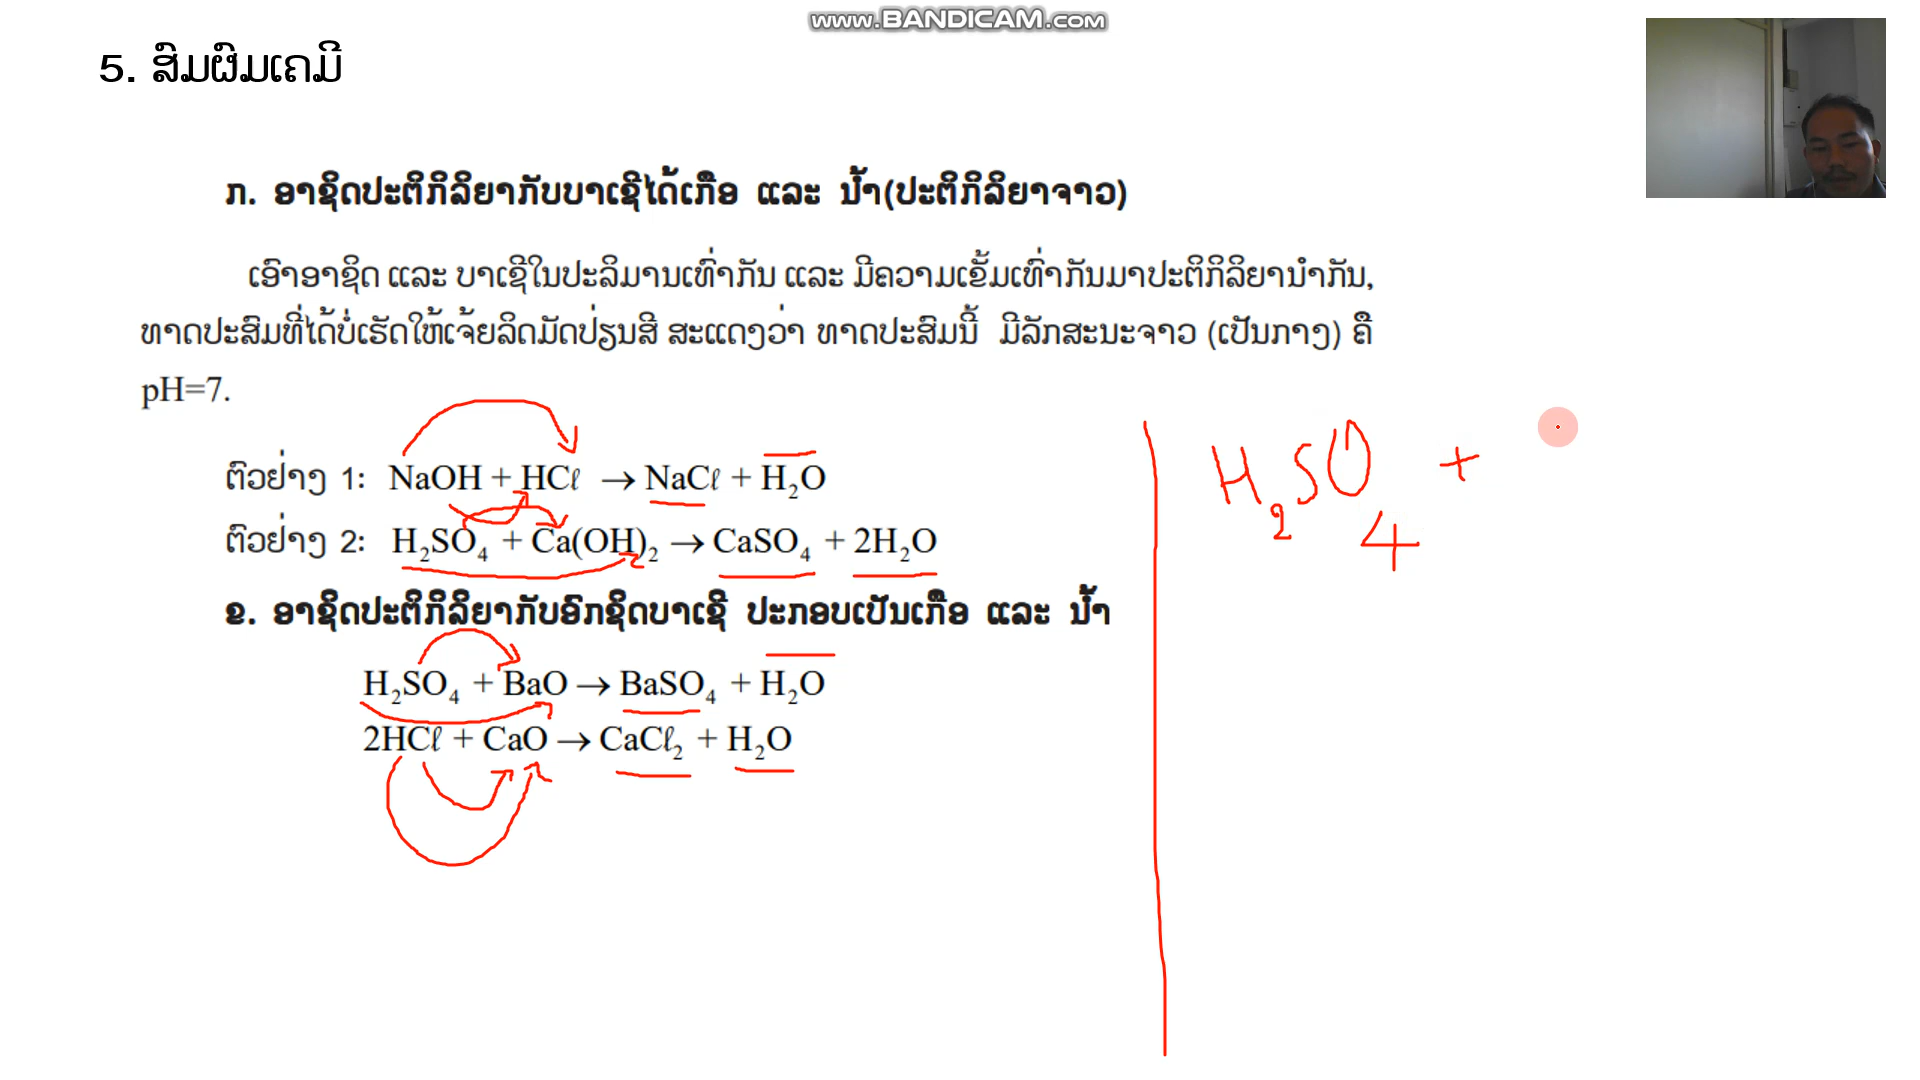 www.BANDICAM.com
5. ສົມຜົມເຄມີ
ກ. ອາຊິດປະຕິກິລິຍາກັບບາເຊີໄດ້ເກືອ ແລະ ນ້ຳ(ປະຕິກິລິຍາຈາວ)
ເອົາອາຊິດ ແລະ ບາເຊີໃນປະລິມານເທົ່າກັນ ແລະ ມີຄວາມເຂັ້ມເທົ່າກັນມາປະຕິກິລິຍານຳກັນ,
ທາດປະສົມທີ່ໄດ້ບໍ່ເຮັດໃຫ້ເຈ້ຍລິດມັດປ່ຽນສີ ສະແດງວ່າ ທາດປະສົມນີ້ ມີລັກສະນະຈາວ (ເປັນກາງ) ຄື
pH=7.
ຕົວຢ່າງ 1: NaOH + HCℓ → NaCℓ + H₂O
ຕົວຢ່າງ 2: H₂SO₄ + Ca(OH)₂ → CaSO₄ + 2H₂O
ຂ. ອາຊິດປະຕິກິລິຍາກັບອົກຊິດບາເຊີ ປະກອບເປັນເກືອ ແລະ ນ້ຳ
H₂SO₄ + BaO → BaSO₄ + H₂O
2HCℓ + CaO → CaCℓ₂ + H₂O
H₂SO₄ +